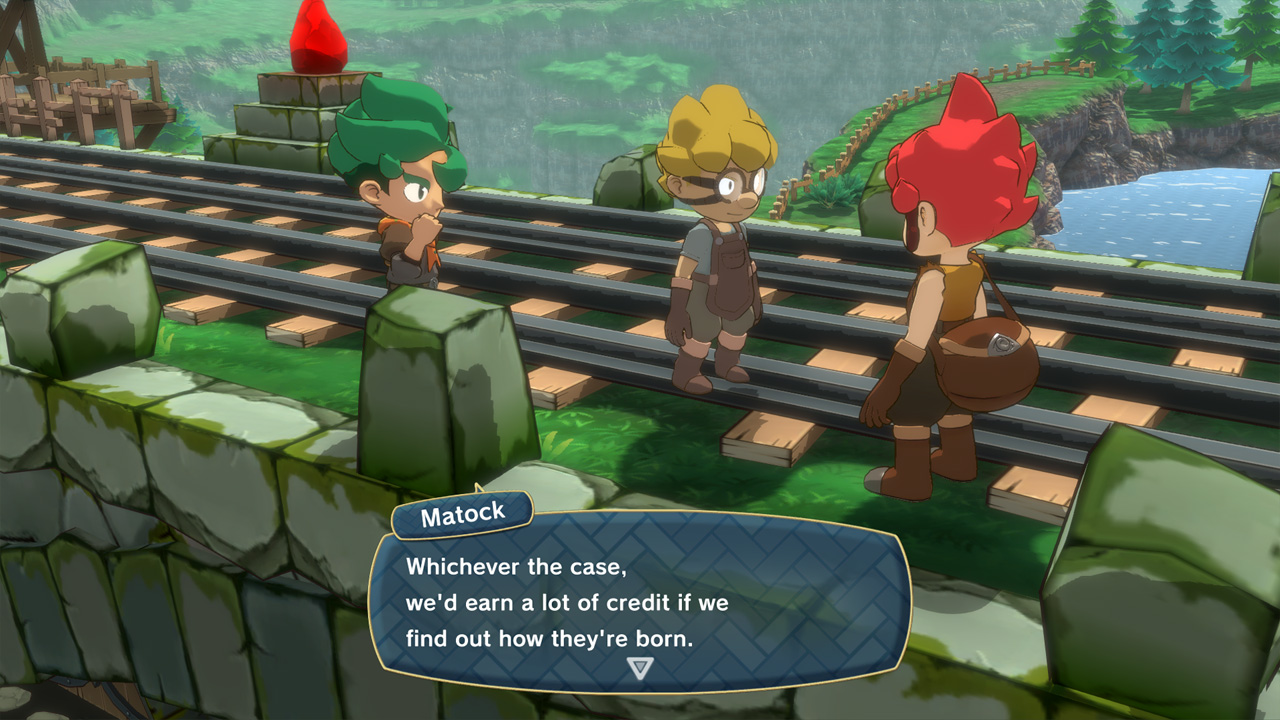 Matock
Whichever the case,
we'd earn a lot of credit if we
find out how they're born.